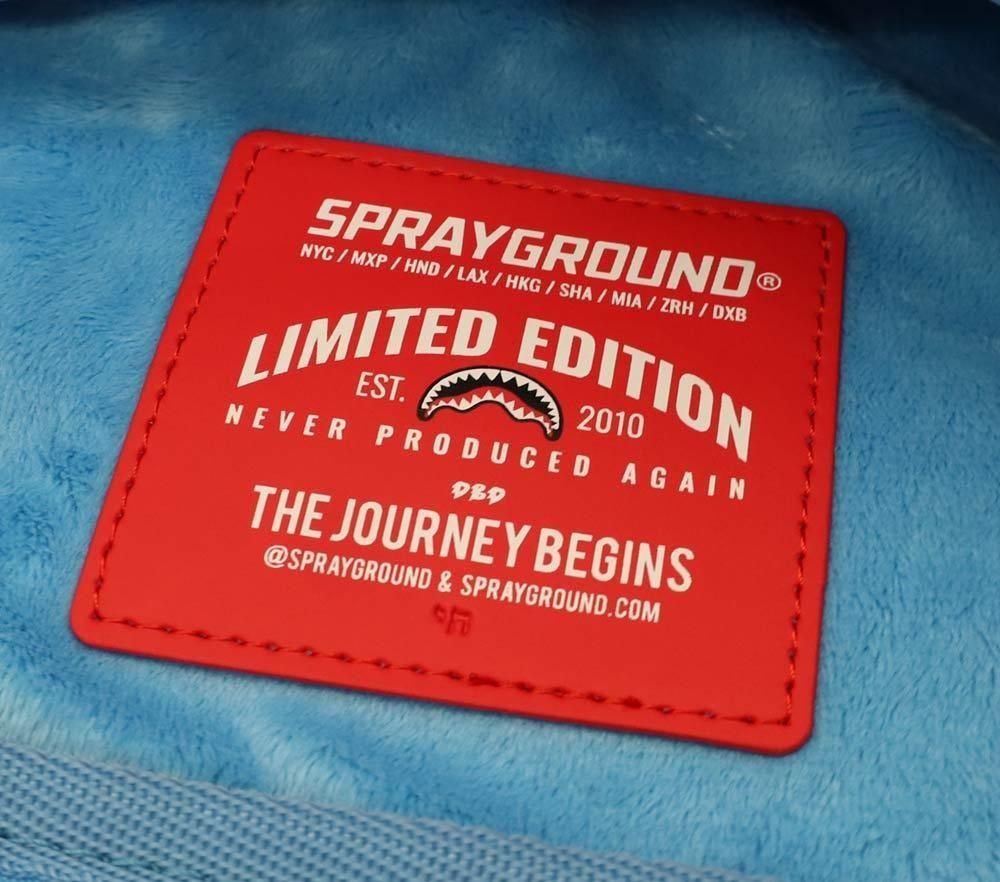 SPRAYGROUND®
NYC / MXP / HND / LAX / HKG / SHA / MIA / ZRH / DXB
LIMITED EDITION
EST. 2010
NEVER PRODUCED AGAIN
DBD
THE JOURNEY BEGINS
@SPRAYGROUND & SPRAYGROUND.COM